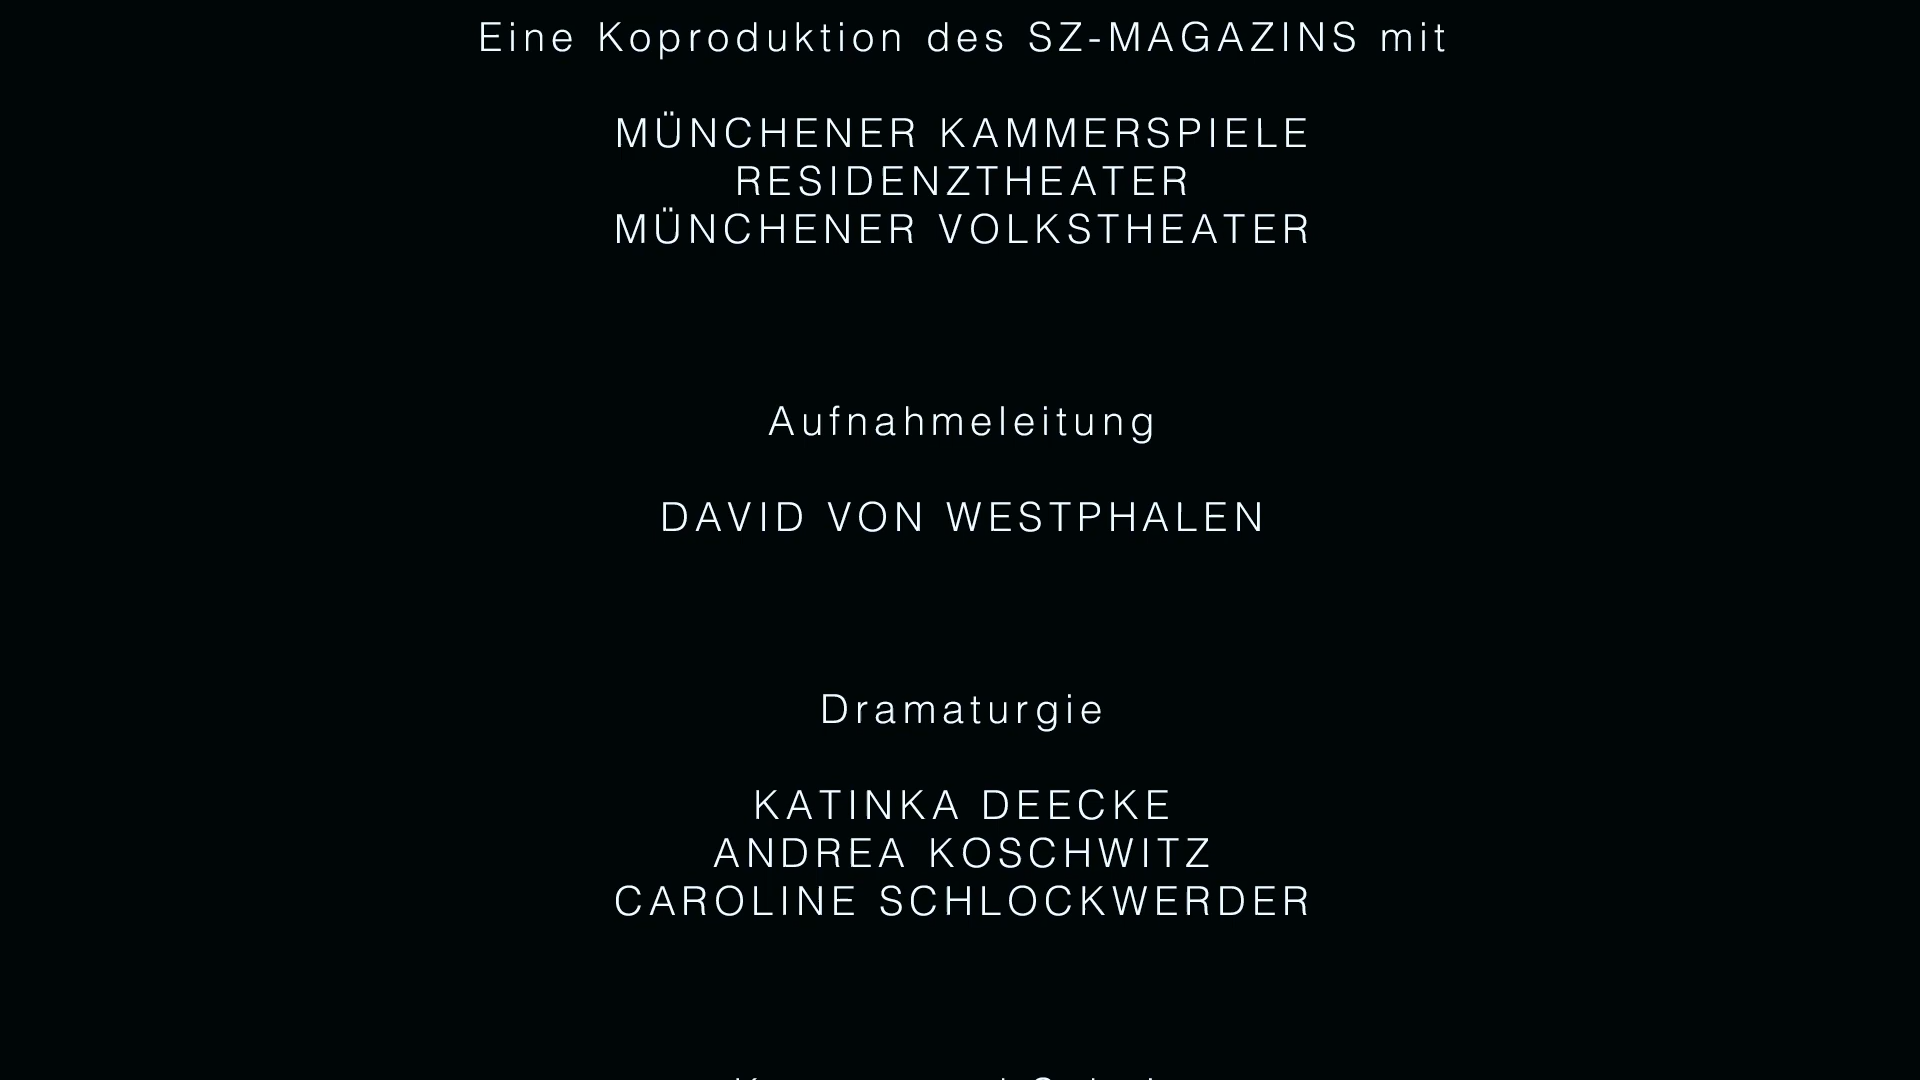 Eine Koproduktion des SZ-MAGAZINS mit
MÜNCHENER KAMMERSPIELE
RESIDENZTHEATER
MÜNCHENER VOLKSTHEATER
Aufnahmeleitung
DAVID VON WESTPHALEN
Dramaturgie
KATINKA DEECKE
ANDREA KOSCHWITZ
CAROLINE SCHLOCKWERDER